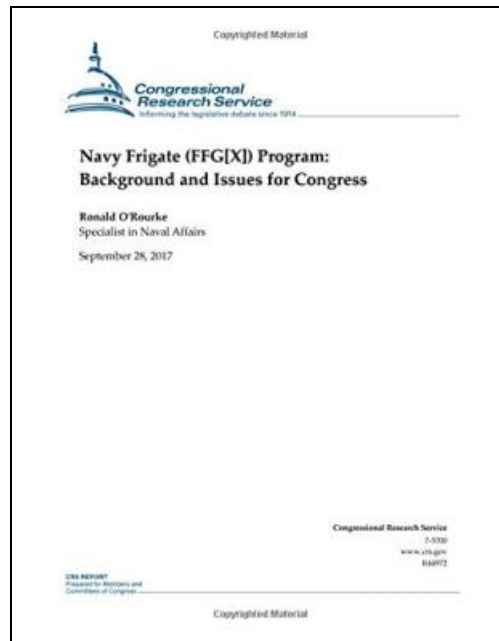 Copyrighted Material
Congressional
Research Service
Informing the legislative debate since 1914
Navy Frigate (FFG[X]) Program:
Background and Issues for Congress
Ronald O'Rourke
Specialist in Naval Affairs
September 28, 2017
Congressional Research Service
7-5700
www.crs.gov
R44972
CRS REPORT
Prepared for Members and
Committees of Congress
Copyrighted Material